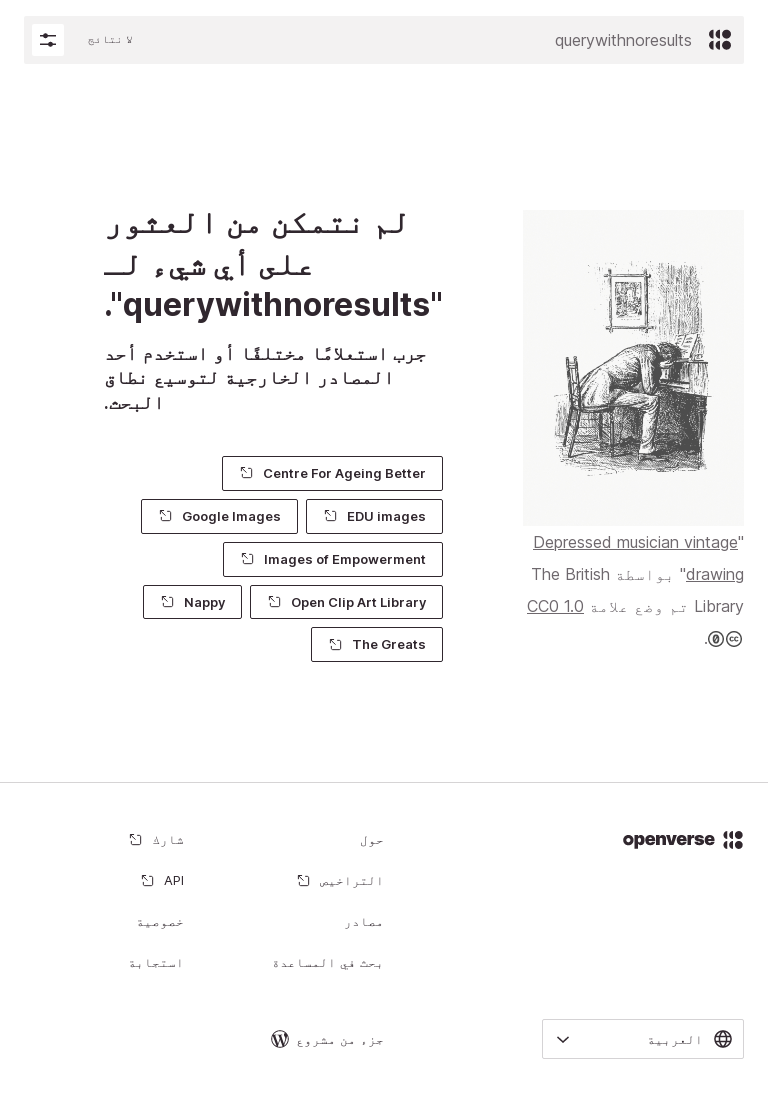 querywithnoresults
لا نتائج
لم نتمكن من العثور
على أي شيء لـ
"querywithnoresults".
جرب استعلامًا مختلفًا أو استخدم أحد
المصادر الخارجية لتوسيع نطاق
البحث.
Centre For Ageing Better
EDU images
Google Images
Images of Empowerment
Open Clip Art Library
Nappy
The Greats
"Depressed musician vintage
drawing" بواسطة The British
Library تم وضع علامة CC0 1.0
.
openverse
حول
التراخيص
مصادر
بحث في المساعدة
شارك
API
خصوصية
استجابة
العربية
جزء من مشروع